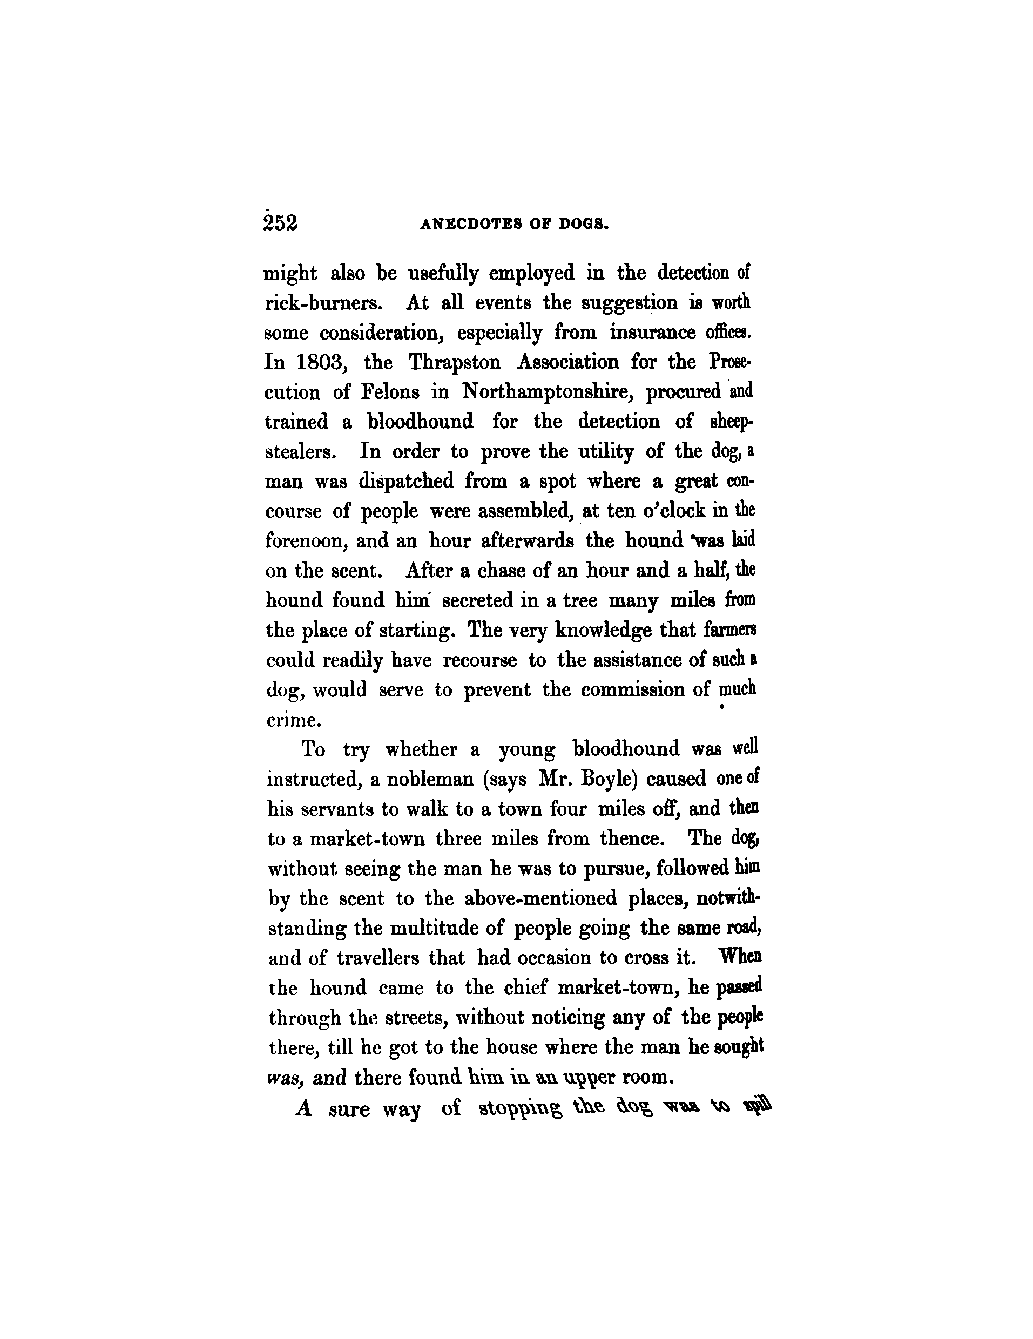 252 ANECDOTES OF DOGS.
might also be usefully employed in the detection of
rick-burners. At all events the suggestion is worth
some consideration, especially from insurance offices.
In 1803, the Thrapston Association for the Prose-
cution of Felons in Northamptonshire, procured and
trained a bloodhound for the detection of sheep-
stealers. In order to prove the utility of the dog, a
man was dispatched from a spot where a great con-
course of people were assembled, at ten o'clock in the
forenoon, and an hour afterwards the hound was laid
on the scent. After a chase of an hour and a half, the
hound found him secreted in a tree many miles from
the place of starting. The very knowledge that farmers
could readily have recourse to the assistance of such a
dog, would serve to prevent the commission of much
crime.
To try whether a young bloodhound was well
instructed, a nobleman (says Mr. Boyle) caused one of
his servants to walk to a town four miles off, and then
to a market-town three miles from thence. The dog,
without seeing the man he was to pursue, followed him
by the scent to the above-mentioned places, notwith-
standing the multitude of people going the same road,
and of travellers that had occasion to cross it. When
the hound came to the chief market-town, he passed
through the streets, without noticing any of the people
there, till he got to the house where the man he sought
was, and there found him in an upper room.
A sure way of stopping the dog was to spill